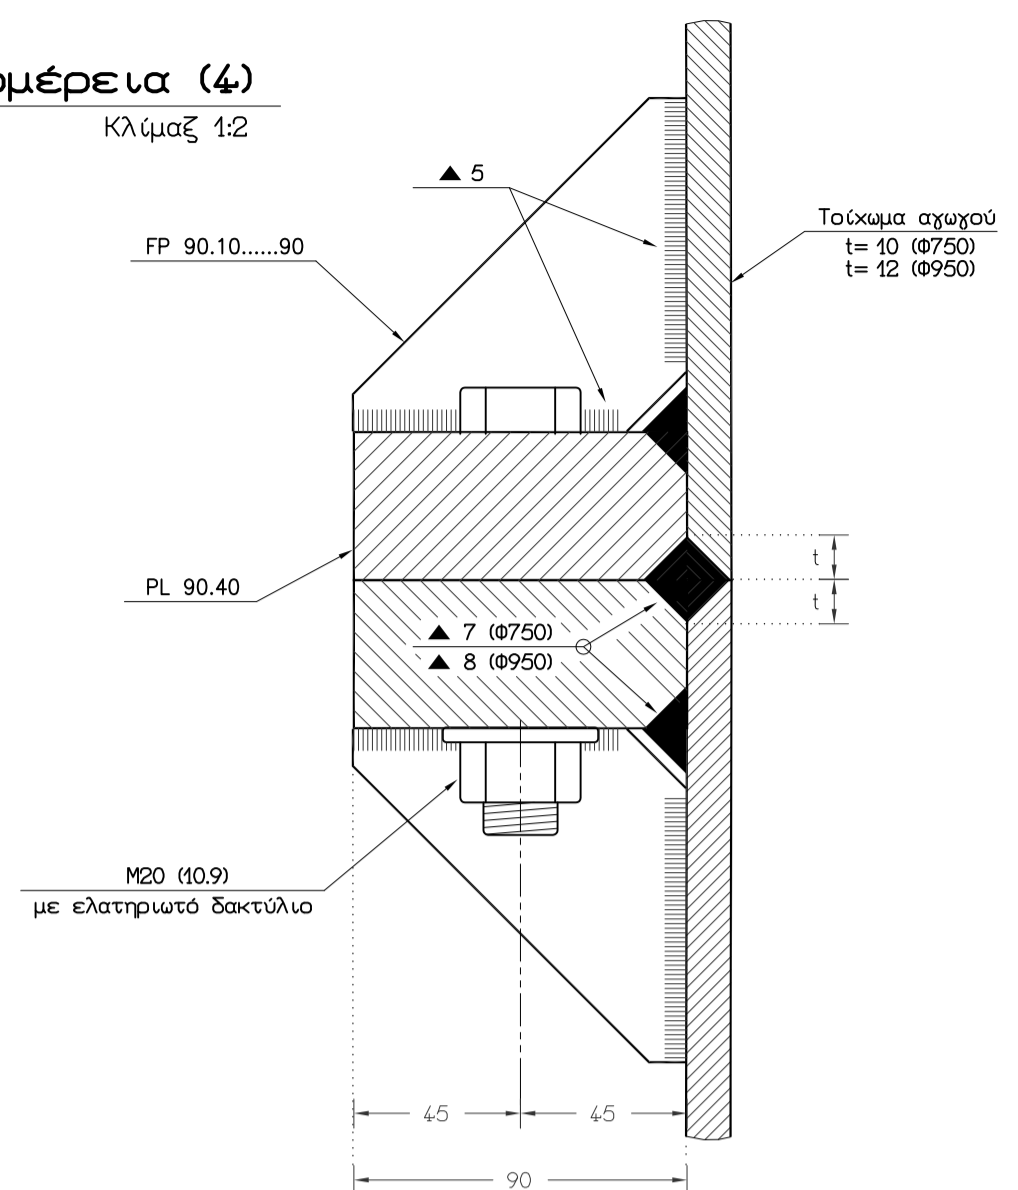 (4)
Κλίμαξ 1:2
▲ 5
FP 90.10......90
Τοίχωμα αγωγού
t= 10 (Φ750)
t= 12 (Φ950)
t
t
PL 90.40
▲ 7 (Φ750)
▲ 8 (Φ950)
M20 (10.9)
με ελατηριωτό δακτύλιο
45
45
90